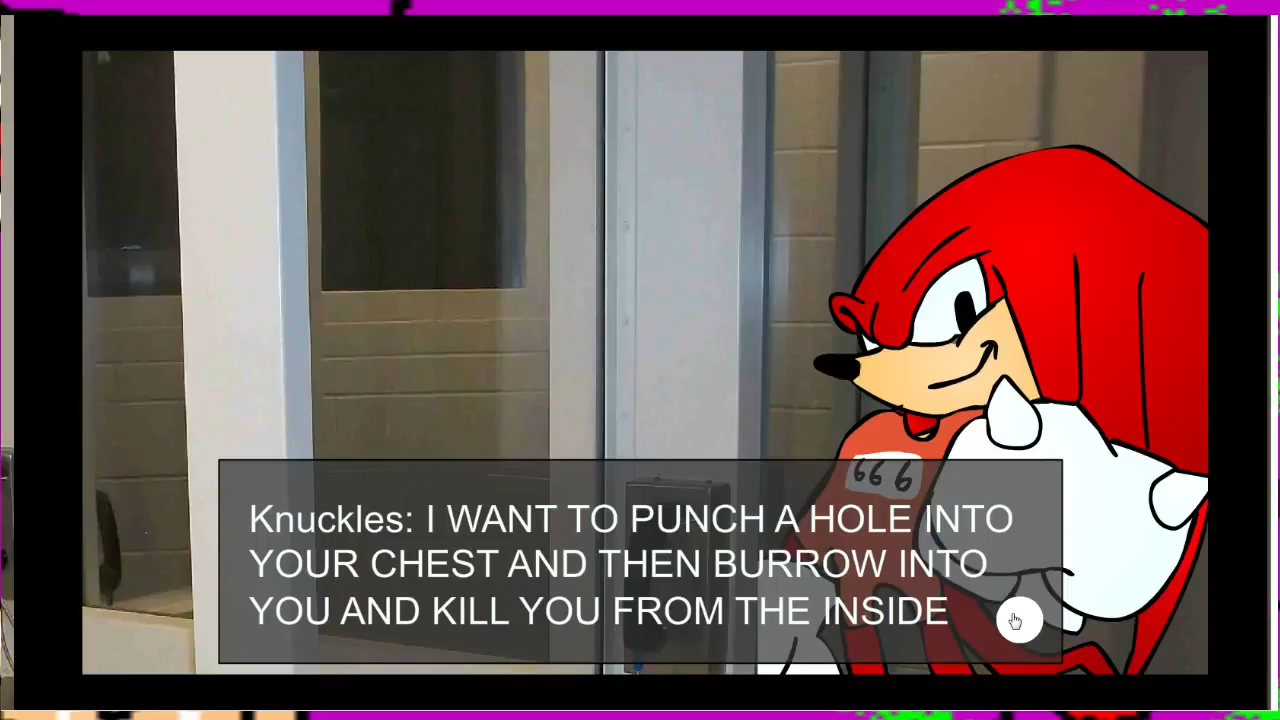 666
Knuckles: I WANT TO PUNCH A HOLE INTO
YOUR CHEST AND THEN BURROW INTO
YOU AND KILL YOU FROM THE INSIDE